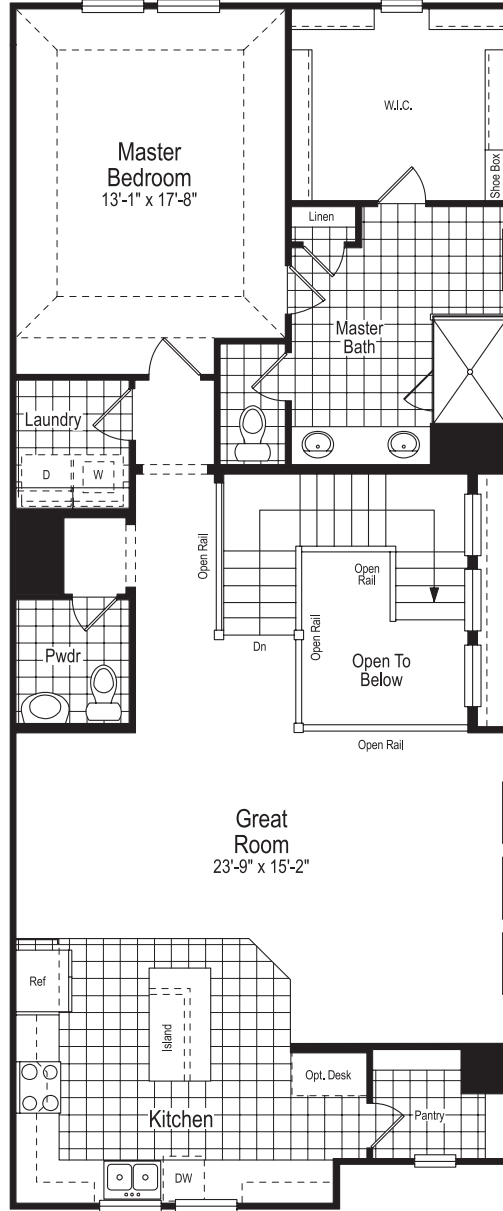 W.I.C.
Master
Bedroom
13'-1" x 17'-8"
Shoe Box
Linen
Master
Bath
Laundry
D
W
Open Rail
Open
Rail
Open Rail
Dn
Pwdr
Open To
Below
Open Rail
Great
Room
23'-9" x 15'-2"
Ref
Island
Opt. Desk
Kitchen
Pantry
DW